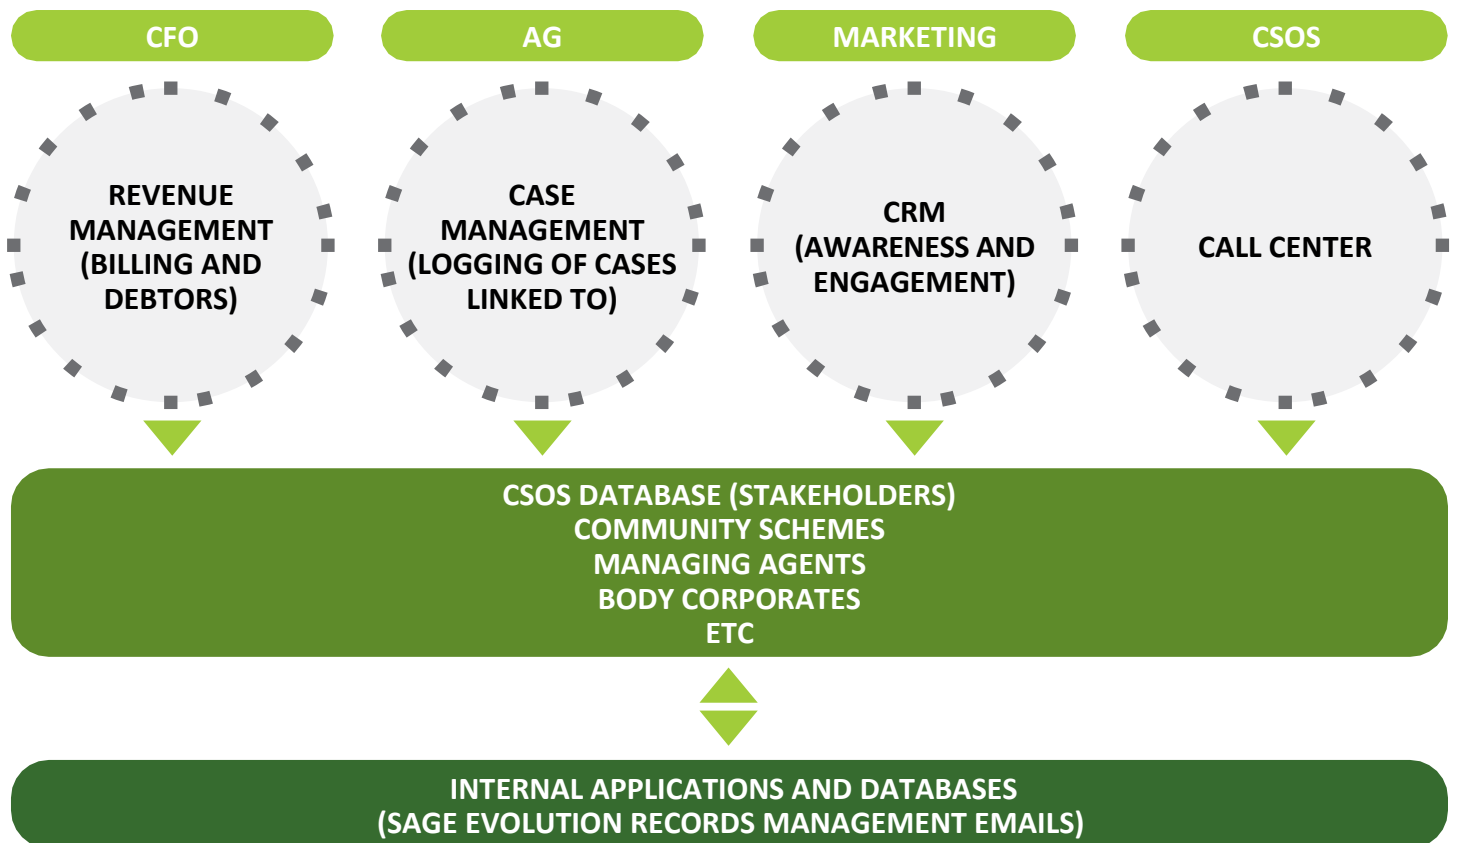 CFO
AG
MARKETING
CSOS
REVENUE
MANAGEMENT
(BILLING AND
DEBTORS)
CASE
MANAGEMENT
(LOGGING OF CASES
LINKED TO)
CRM
(AWARENESS AND
ENGAGEMENT)
CALL CENTER
CSOS DATABASE (STAKEHOLDERS)
COMMUNITY SCHEMES
MANAGING AGENTS
BODY CORPORATES
ETC
INTERNAL APPLICATIONS AND DATABASES
(SAGE EVOLUTION RECORDS MANAGEMENT EMAILS)